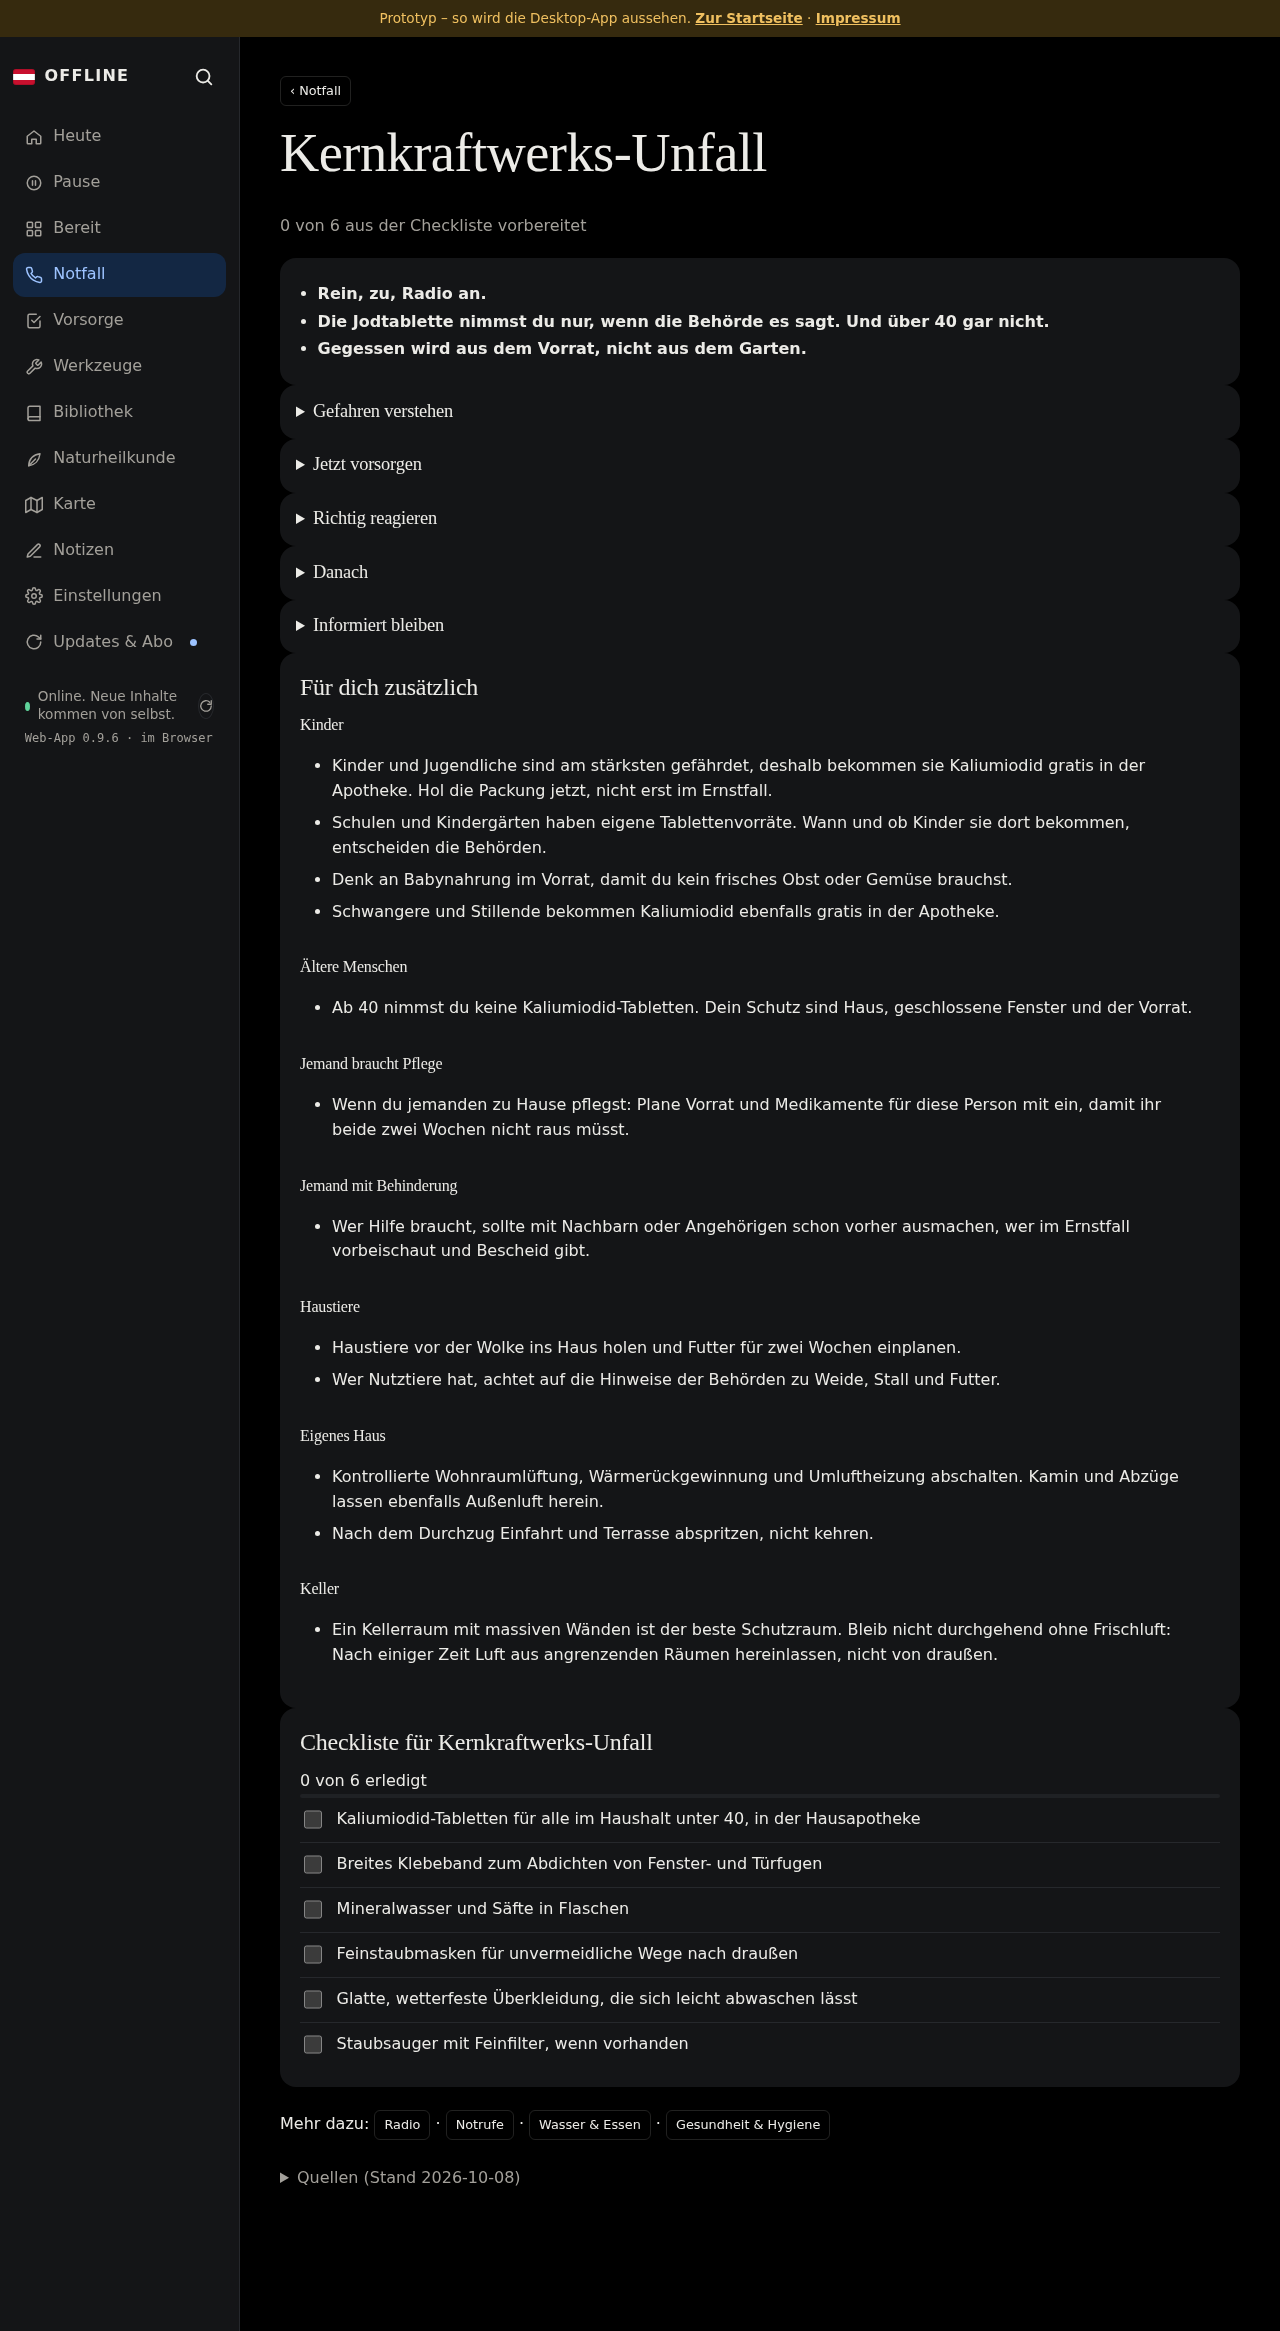 Prototyp – so wird die Desktop-App aussehen. Zur Startseite · Impressum
OFFLINE
Heute
Pause
Bereit
Notfall
Vorsorge
Werkzeuge
Bibliothek
Naturheilkunde
Karte
Notizen
Einstellungen
Updates & Abo
Online. Neue Inhalte
kommen von selbst.
Web-App 0.9.6 · im Browser
‹ Notfall
Kernkraftwerks-Unfall
0 von 6 aus der Checkliste vorbereitet
• Rein, zu, Radio an.
• Die Jodtablette nimmst du nur, wenn die Behörde es sagt. Und über 40 gar nicht.
• Gegessen wird aus dem Vorrat, nicht aus dem Garten.
▶ Gefahren verstehen
▶ Jetzt vorsorgen
▶ Richtig reagieren
▶ Danach
▶ Informiert bleiben
Für dich zusätzlich
Kinder
• Kinder und Jugendliche sind am stärksten gefährdet, deshalb bekommen sie Kaliumiodid gratis in der
Apotheke. Hol die Packung jetzt, nicht erst im Ernstfall.
• Schulen und Kindergärten haben eigene Tablettenvorräte. Wann und ob Kinder sie dort bekommen,
entscheiden die Behörden.
• Denk an Babynahrung im Vorrat, damit du kein frisches Obst oder Gemüse brauchst.
• Schwangere und Stillende bekommen Kaliumiodid ebenfalls gratis in der Apotheke.
Ältere Menschen
• Ab 40 nimmst du keine Kaliumiodid-Tabletten. Dein Schutz sind Haus, geschlossene Fenster und der Vorrat.
Jemand braucht Pflege
• Wenn du jemanden zu Hause pflegst: Plane Vorrat und Medikamente für diese Person mit ein, damit ihr
beide zwei Wochen nicht raus müsst.
Jemand mit Behinderung
• Wer Hilfe braucht, sollte mit Nachbarn oder Angehörigen schon vorher ausmachen, wer im Ernstfall
vorbeischaut und Bescheid gibt.
Haustiere
• Haustiere vor der Wolke ins Haus holen und Futter für zwei Wochen einplanen.
• Wer Nutztiere hat, achtet auf die Hinweise der Behörden zu Weide, Stall und Futter.
Eigenes Haus
• Kontrollierte Wohnraumlüftung, Wärmerückgewinnung und Umluftheizung abschalten. Kamin und Abzüge
lassen ebenfalls Außenluft herein.
• Nach dem Durchzug Einfahrt und Terrasse abspritzen, nicht kehren.
Keller
• Ein Kellerraum mit massiven Wänden ist der beste Schutzraum. Bleib nicht durchgehend ohne Frischluft:
Nach einiger Zeit Luft aus angrenzenden Räumen hereinlassen, nicht von draußen.
Checkliste für Kernkraftwerks-Unfall
0 von 6 erledigt
Kaliumiodid-Tabletten für alle im Haushalt unter 40, in der Hausapotheke
Breites Klebeband zum Abdichten von Fenster- und Türfugen
Mineralwasser und Säfte in Flaschen
Feinstaubmasken für unvermeidliche Wege nach draußen
Glatte, wetterfeste Überkleidung, die sich leicht abwaschen lässt
Staubsauger mit Feinfilter, wenn vorhanden
Mehr dazu: Radio · Notrufe · Wasser & Essen · Gesundheit & Hygiene
▶ Quellen (Stand 2026-10-08)